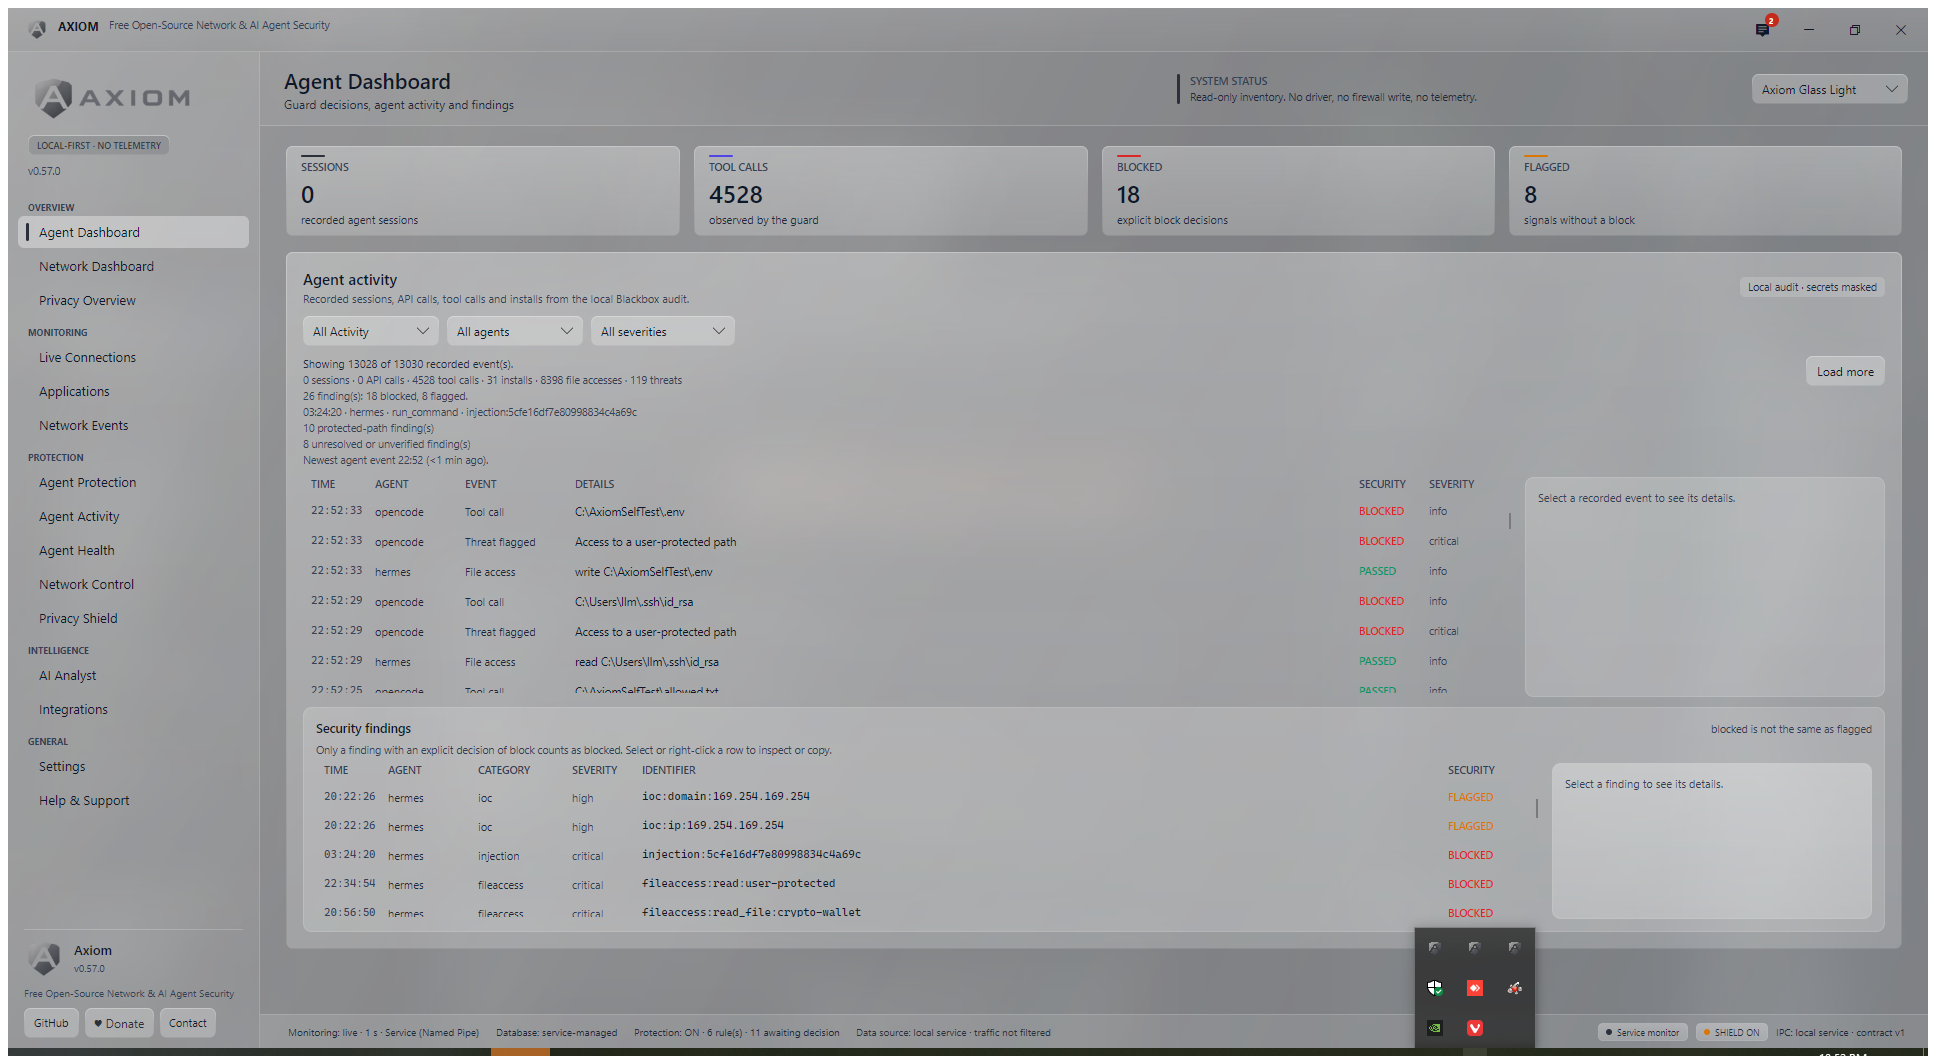 AXIOM Free Open-Source Network & AI Agent Security
2
AXIOM
LOCAL-FIRST · NO TELEMETRY
v0.57.0
OVERVIEW
Agent Dashboard
Network Dashboard
Privacy Overview
MONITORING
Live Connections
Applications
Network Events
PROTECTION
Agent Protection
Agent Activity
Agent Health
Network Control
Privacy Shield
INTELLIGENCE
AI Analyst
Integrations
GENERAL
Settings
Help & Support
Axiom
v0.57.0
Free Open-Source Network & AI Agent Security
GitHub ♥ Donate Contact
Agent Dashboard
Guard decisions, agent activity and findings
SYSTEM STATUS
Read-only inventory. No driver, no firewall write, no telemetry.
Axiom Glass Light
SESSIONS
0
recorded agent sessions
TOOL CALLS
4528
observed by the guard
BLOCKED
18
explicit block decisions
FLAGGED
8
signals without a block
Agent activity
Recorded sessions, API calls, tool calls and installs from the local Blackbox audit.
Local audit · secrets masked
All Activity All agents All severities
Showing 13028 of 13030 recorded event(s).
0 sessions · 0 API calls · 4528 tool calls · 31 installs · 8398 file accesses · 119 threats
26 finding(s): 18 blocked, 8 flagged.
03:24:20 · hermes · run_command · injection:5cfe16df7e80998834c4a69c
10 protected-path finding(s)
8 unresolved or unverified finding(s)
Newest agent event 22:52 (<1 min ago).
Load more
TIME AGENT EVENT DETAILS SECURITY SEVERITY
22:52:33 opencode Tool call C:\AxiomSelfTest\.env BLOCKED info
22:52:33 opencode Threat flagged Access to a user-protected path BLOCKED critical
22:52:33 hermes File access write C:\AxiomSelfTest\.env PASSED info
22:52:29 opencode Tool call C:\Users\llm\.ssh\id_rsa BLOCKED info
22:52:29 opencode Threat flagged Access to a user-protected path BLOCKED critical
22:52:29 hermes File access read C:\Users\llm\.ssh\id_rsa PASSED info
22:52:25 opencode Tool call C:\AxiomSelfTest\allowed.txt PASSED info
Select a recorded event to see its details.
Security findings
Only a finding with an explicit decision of block counts as blocked. Select or right-click a row to inspect or copy.
blocked is not the same as flagged
TIME AGENT CATEGORY SEVERITY IDENTIFIER SECURITY
20:22:26 hermes ioc high ioc:domain:169.254.169.254 FLAGGED
20:22:26 hermes ioc high ioc:ip:169.254.169.254 FLAGGED
03:24:20 hermes injection critical injection:5cfe16df7e80998834c4a69c BLOCKED
22:34:54 hermes fileaccess critical fileaccess:read:user-protected BLOCKED
20:56:50 hermes fileaccess critical fileaccess:read_file:crypto-wallet BLOCKED
Select a finding to see its details.
Monitoring: live · 1 s · Service (Named Pipe) Database: service-managed Protection: ON · 6 rule(s) · 11 awaiting decision Data source: local service · traffic not filtered
Service monitor SHIELD ON IPC: local service · contract v1